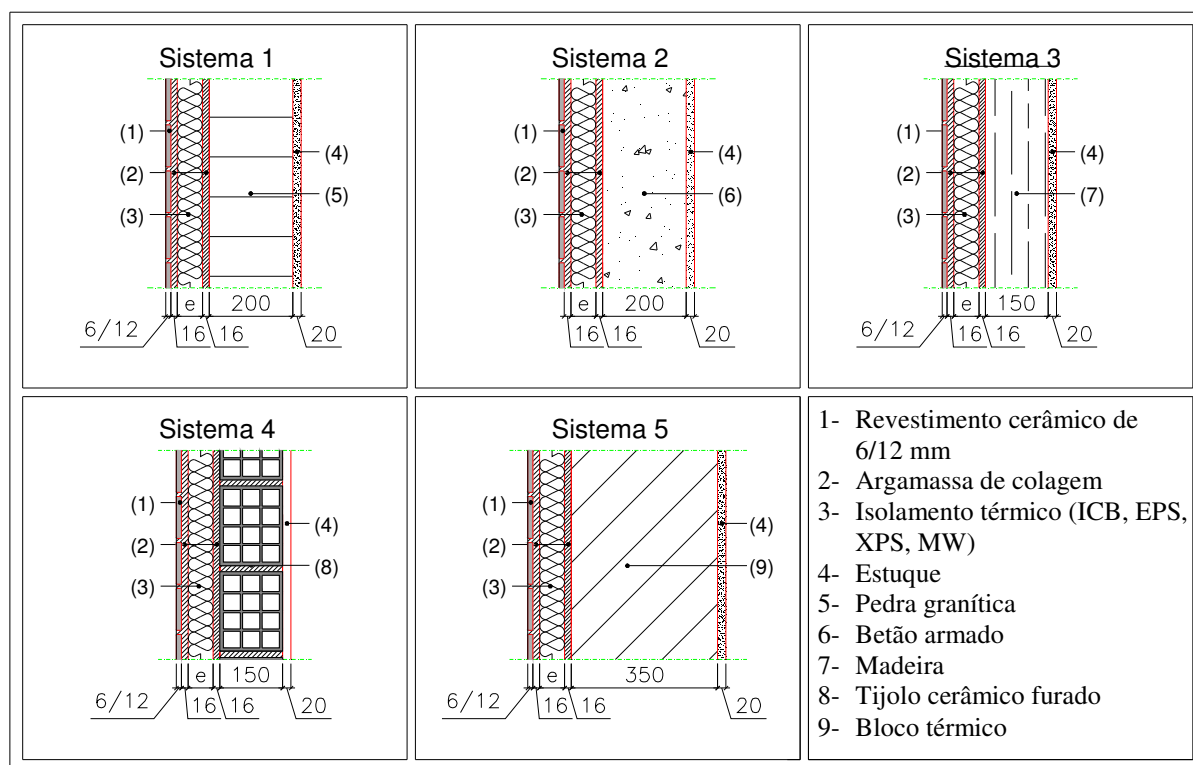 Sistema 1
(1)
(2)
(3)
(4)
(5)
e
200
6/12
16
16
20
Sistema 2
(1)
(2)
(3)
(4)
(6)
e
200
6/12
16
16
20
Sistema 3
(1)
(2)
(3)
(4)
(7)
e
150
6/12
16
16
20
Sistema 4
(1)
(2)
(3)
(4)
(8)
e
150
6/12
16
16
20
Sistema 5
(1)
(2)
(3)
(4)
(9)
e
350
6/12
16
16
20
1- Revestimento cerâmico de
6/12 mm
2- Argamassa de colagem
3- Isolamento térmico (ICB, EPS,
XPS, MW)
4- Estuque
5- Pedra granítica
6- Betão armado
7- Madeira
8- Tijolo cerâmico furado
9- Bloco térmico